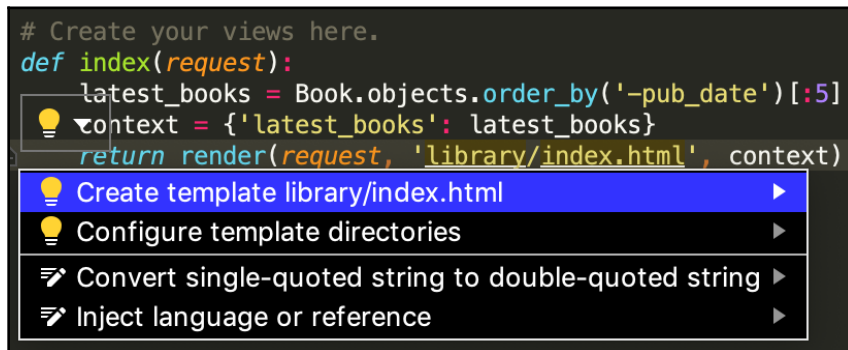 # Create your views here.
def index(request):
latest_books = Book.objects.order_by('-pub_date')[:5]
context = {'latest_books': latest_books}
return render(request, 'library/index.html', context)
Create template library/index.html
Configure template directories
Convert single-quoted string to double-quoted string
Inject language or reference